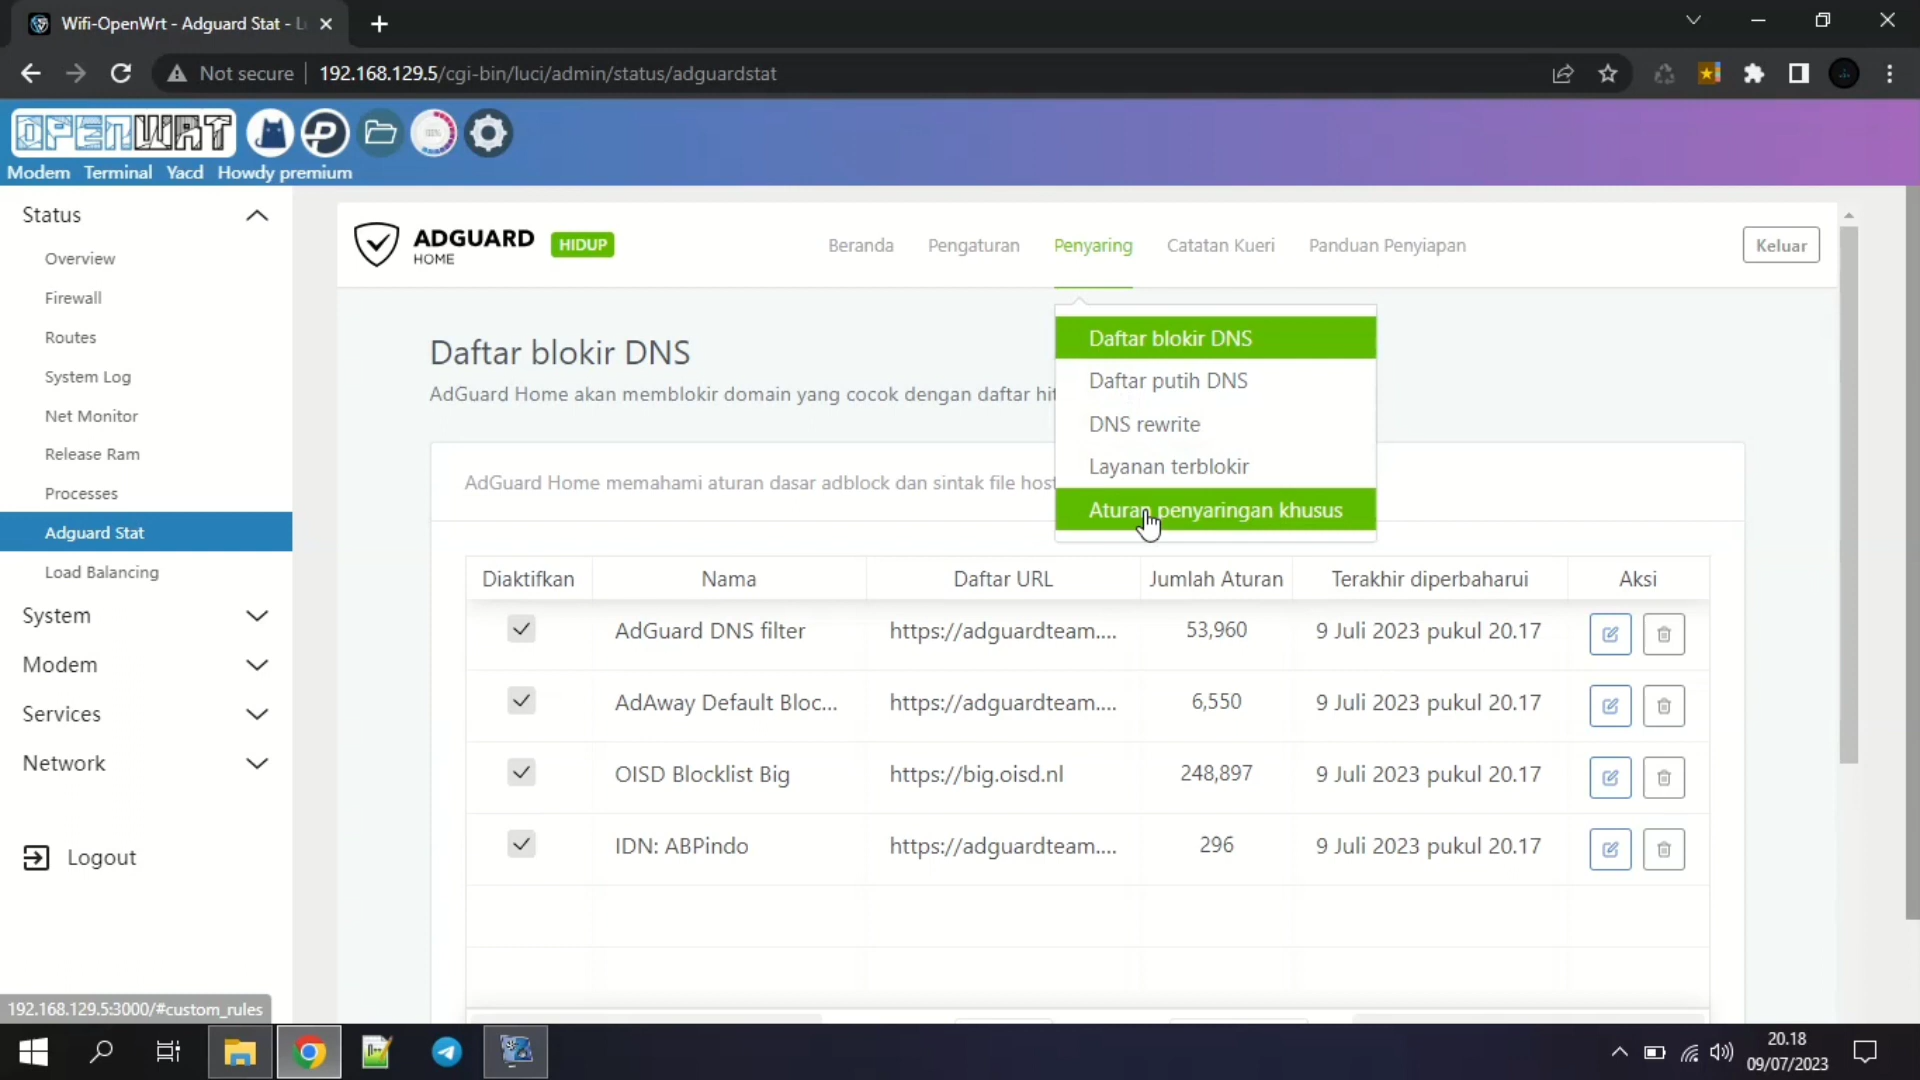 Wifi-OpenWrt - Adguard Stat - L
Not secure
192.168.129.5/cgi-bin/luci/admin/status/adguardstat
OPENWRT
100%
Modem Terminal Yacd Howdy premium
Status
Overview
Firewall
Routes
System Log
Net Monitor
Release Ram
Processes
Adguard Stat
Load Balancing
System
Modem
Services
Network
Logout
ADGUARD
HOME
HIDUP
Beranda
Pengaturan
Penyaring
Catatan Kueri
Panduan Penyiapan
Keluar
Daftar blokir DNS
Daftar putih DNS
DNS rewrite
Layanan terblokir
Aturan penyaringan khusus
Daftar blokir DNS
AdGuard Home akan memblokir domain yang cocok dengan daftar hit
AdGuard Home memahami aturan dasar adblock dan sintak file host
Diaktifkan Nama Daftar URL Jumlah Aturan Terakhir diperbaharui Aksi
AdGuard DNS filter https://adguardteam.... 53,960 9 Juli 2023 pukul 20.17
AdAway Default Bloc... https://adguardteam.... 6,550 9 Juli 2023 pukul 20.17
OISD Blocklist Big https://big.oisd.nl 248,897 9 Juli 2023 pukul 20.17
IDN: ABPindo https://adguardteam.... 296 9 Juli 2023 pukul 20.17
192.168.129.5:3000/#custom_rules
20.18
09/07/2023